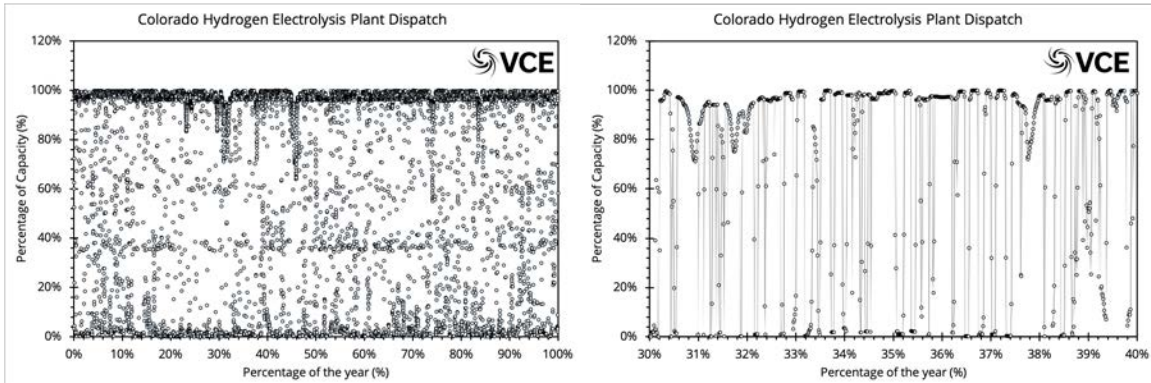 Colorado Hydrogen Electrolysis Plant Dispatch
120%
100%
80%
60%
40%
20%
0%
Percentage of Capacity (%)
VCE
0% 10% 20% 30% 40% 50% 60% 70% 80% 90% 100%
Percentage of the year (%)
Colorado Hydrogen Electrolysis Plant Dispatch
120%
100%
80%
60%
40%
20%
0%
Percentage of Capacity (%)
VCE
30% 31% 32% 33% 34% 35% 36% 37% 38% 39% 40%
Percentage of the year (%)